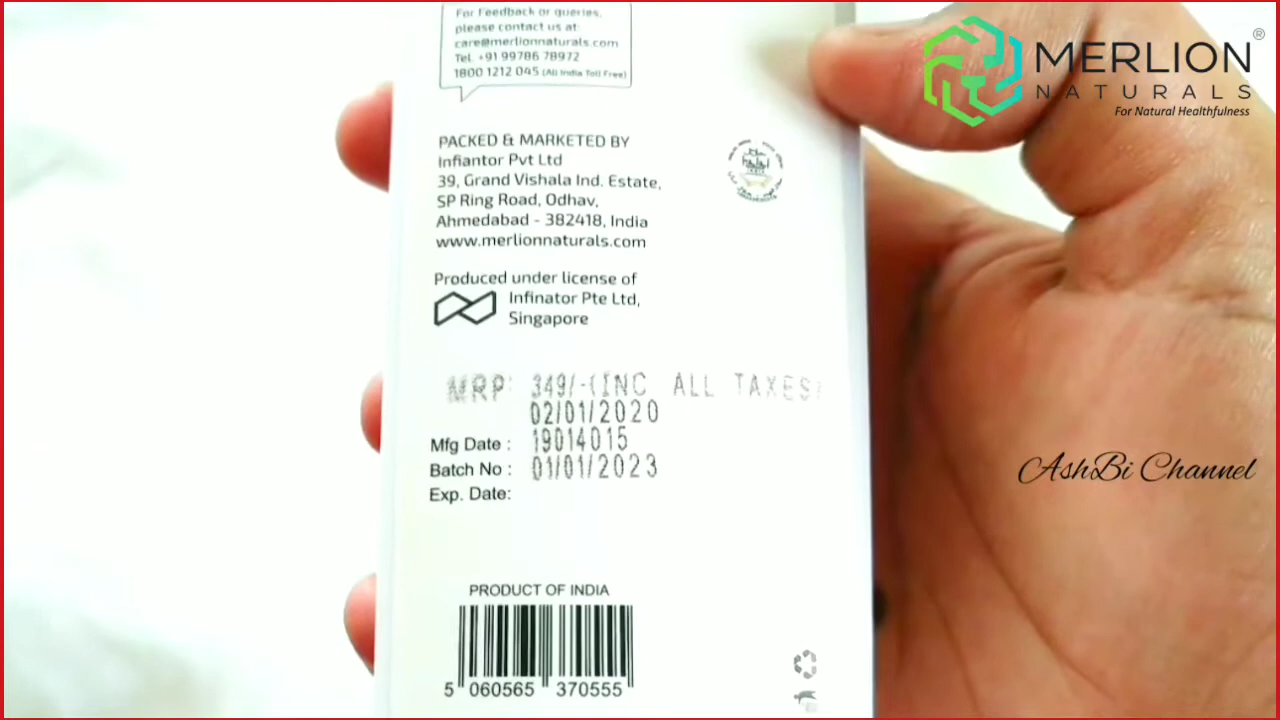 For Feedback or queries,
please contact us at:
care@merlionnaturals.com
Tel. +91 99786 78972
1800 1212 045 (All India Toll Free)
MERLION®
NATURALS
For Natural Healthfulness
PACKED & MARKETED BY
Infiantor Pvt Ltd
39, Grand Vishala Ind. Estate,
SP Ring Road, Odhav,
Ahmedabad - 382418, India
www.merlionnaturals.com
Produced under license of
Infinator Pte Ltd,
Singapore
MRP: 349/-(INC ALL TAXES)
02/01/2020
Mfg Date : 19014015
Batch No : 01/01/2023
Exp. Date:
AshBi Channel
PRODUCT OF INDIA
5 060565 370555